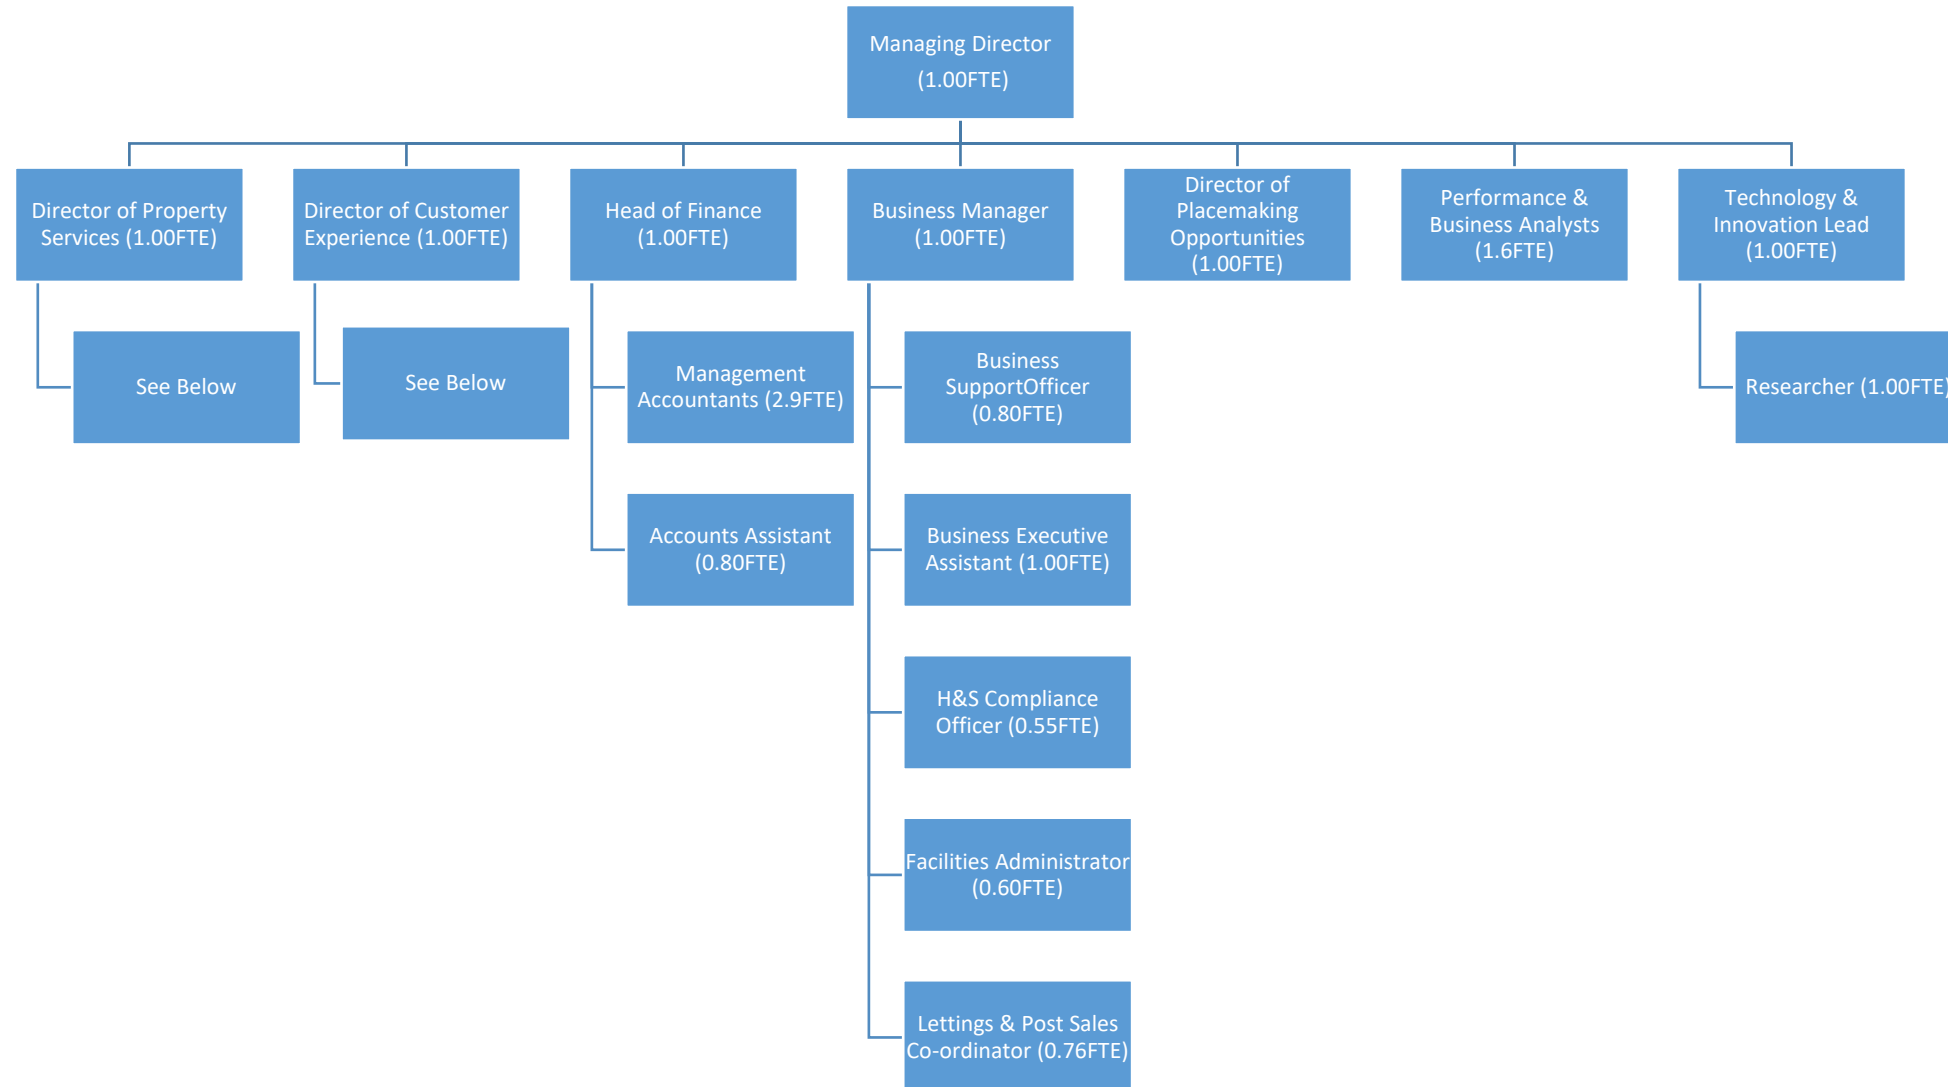 Managing Director
(1.00FTE)
Director of Property
Services (1.00FTE)
Director of Customer
Experience (1.00FTE)
Head of Finance
(1.00FTE)
Business Manager
(1.00FTE)
Director of
Placemaking
Opportunities
(1.00FTE)
Performance &
Business Analysts
(1.6FTE)
Technology &
Innovation Lead
(1.00FTE)
See Below
See Below
Management
Accountants (2.9FTE)
Business
SupportOfficer
(0.80FTE)
Researcher (1.00FTE)
Accounts Assistant
(0.80FTE)
Business Executive
Assistant (1.00FTE)
H&S Compliance
Officer (0.55FTE)
Facilities Administrator
(0.60FTE)
Lettings & Post Sales
Co-ordinator (0.76FTE)